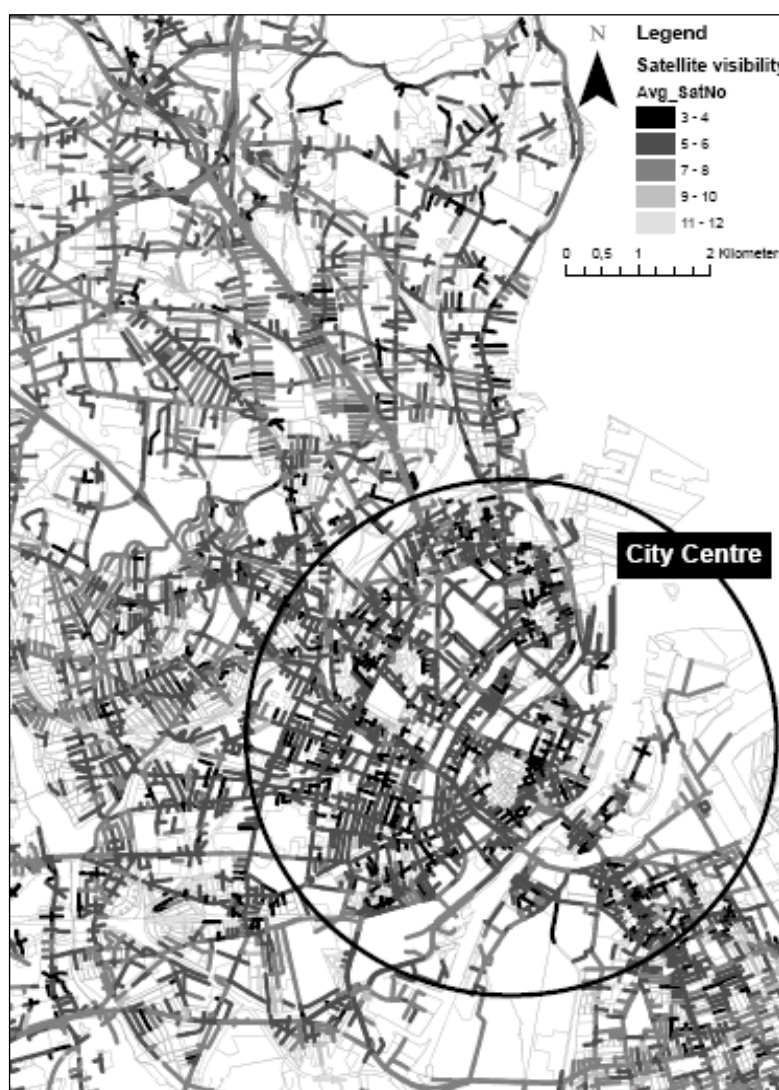 N
Legend
Satellite visibility
Avg_SatNo
3 - 4
5 - 6
7 - 8
9 - 10
11 - 12
0 0,5 1 2 Kilometer
City Centre